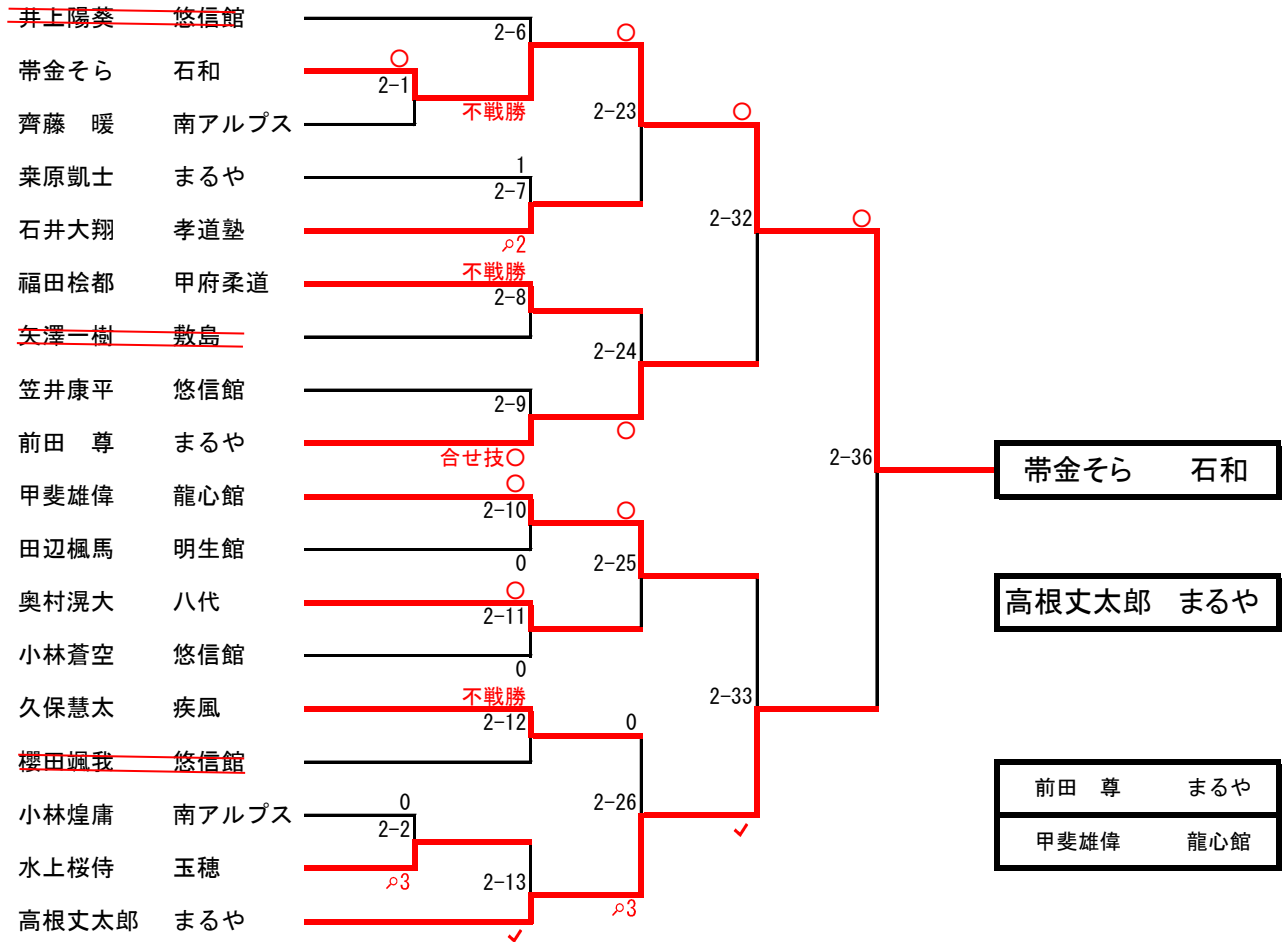 井上陽葵 悠信館
2-6
○
帯金そら 石和
○
2-1
不戦勝
2-23
○
齊藤 暖 南アルプス
桒原凱士 まるや
1
2-7
石井大翔 孝道塾
2
2-32
○
福田桧都 甲府柔道
不戦勝
2-8
矢澤一樹 敷島
2-24
笠井康平 悠信館
2-9
前田 尊 まるや
合せ技○
○
2-36
帯金そら 石和
甲斐雄偉 龍心館
○
2-10
○
田辺楓馬 明生館
0
2-25
奥村滉大 八代
○
2-11
高根丈太郎 まるや
小林蒼空 悠信館
0
久保慧太 疾風
不戦勝
2-12
0
2-33
櫻田颯我 悠信館
小林煌庸 南アルプス
0
2-2
2-26
前田 尊 まるや
水上桜侍 玉穂
3
2-13
3
甲斐雄偉 龍心館
高根丈太郎 まるや